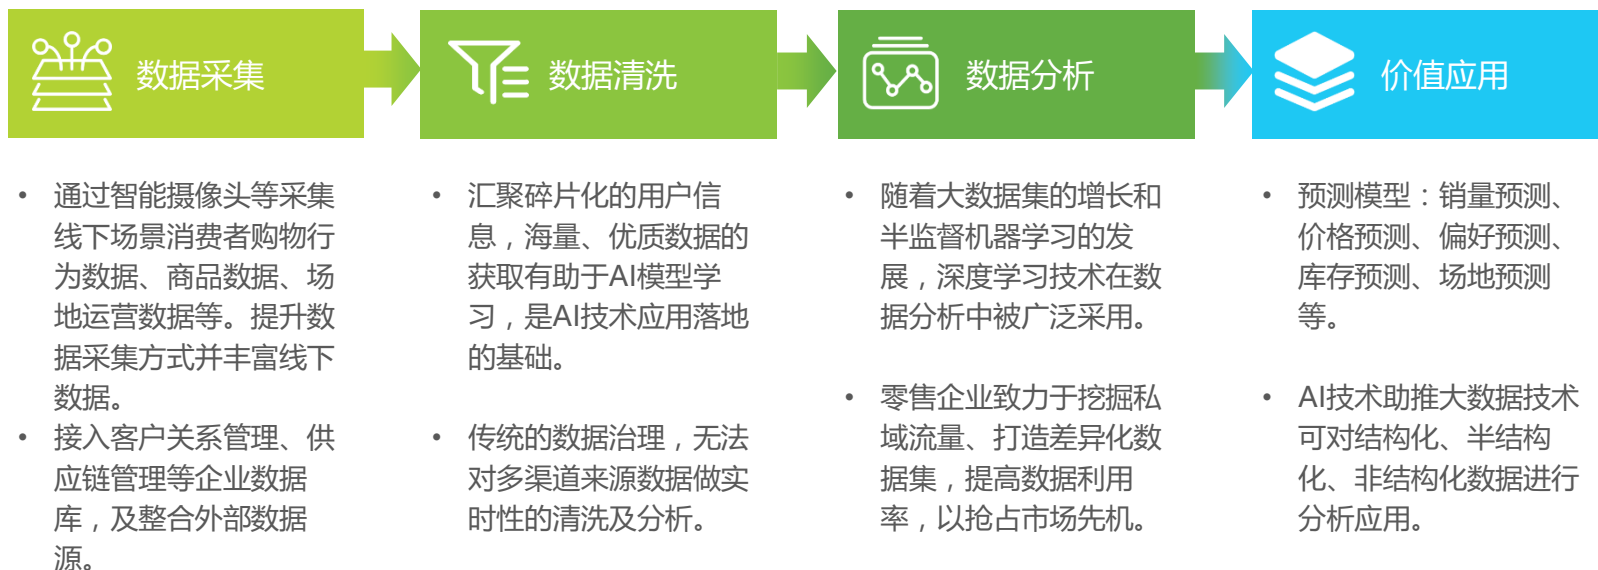 数据采集
数据清洗
数据分析
价值应用
• 通过智能摄像头等采集
线下场景消费者购物行
为数据、商品数据、场
地运营数据等。提升数
据采集方式并丰富线下
数据。
• 接入客户关系管理、供
应链管理等企业数据
库，及整合外部数据
源。
• 汇聚碎片化的用户信
息，海量、优质数据的
获取有助于AI模型学
习，是AI技术应用落地
的基础。
• 传统的数据治理，无法
对多渠道来源数据做实
时性的清洗及分析。
• 随着大数据集的增长和
半监督机器学习的发
展，深度学习技术在数
据分析中被广泛采用。
• 零售企业致力于挖掘私
域流量、打造差异化数
据集，提高数据利用
率，以抢占市场先机。
• 预测模型：销量预测、
价格预测、偏好预测、
库存预测、场地预测
等。
• AI技术助推大数据技术
可对结构化、半结构
化、非结构化数据进行
分析应用。